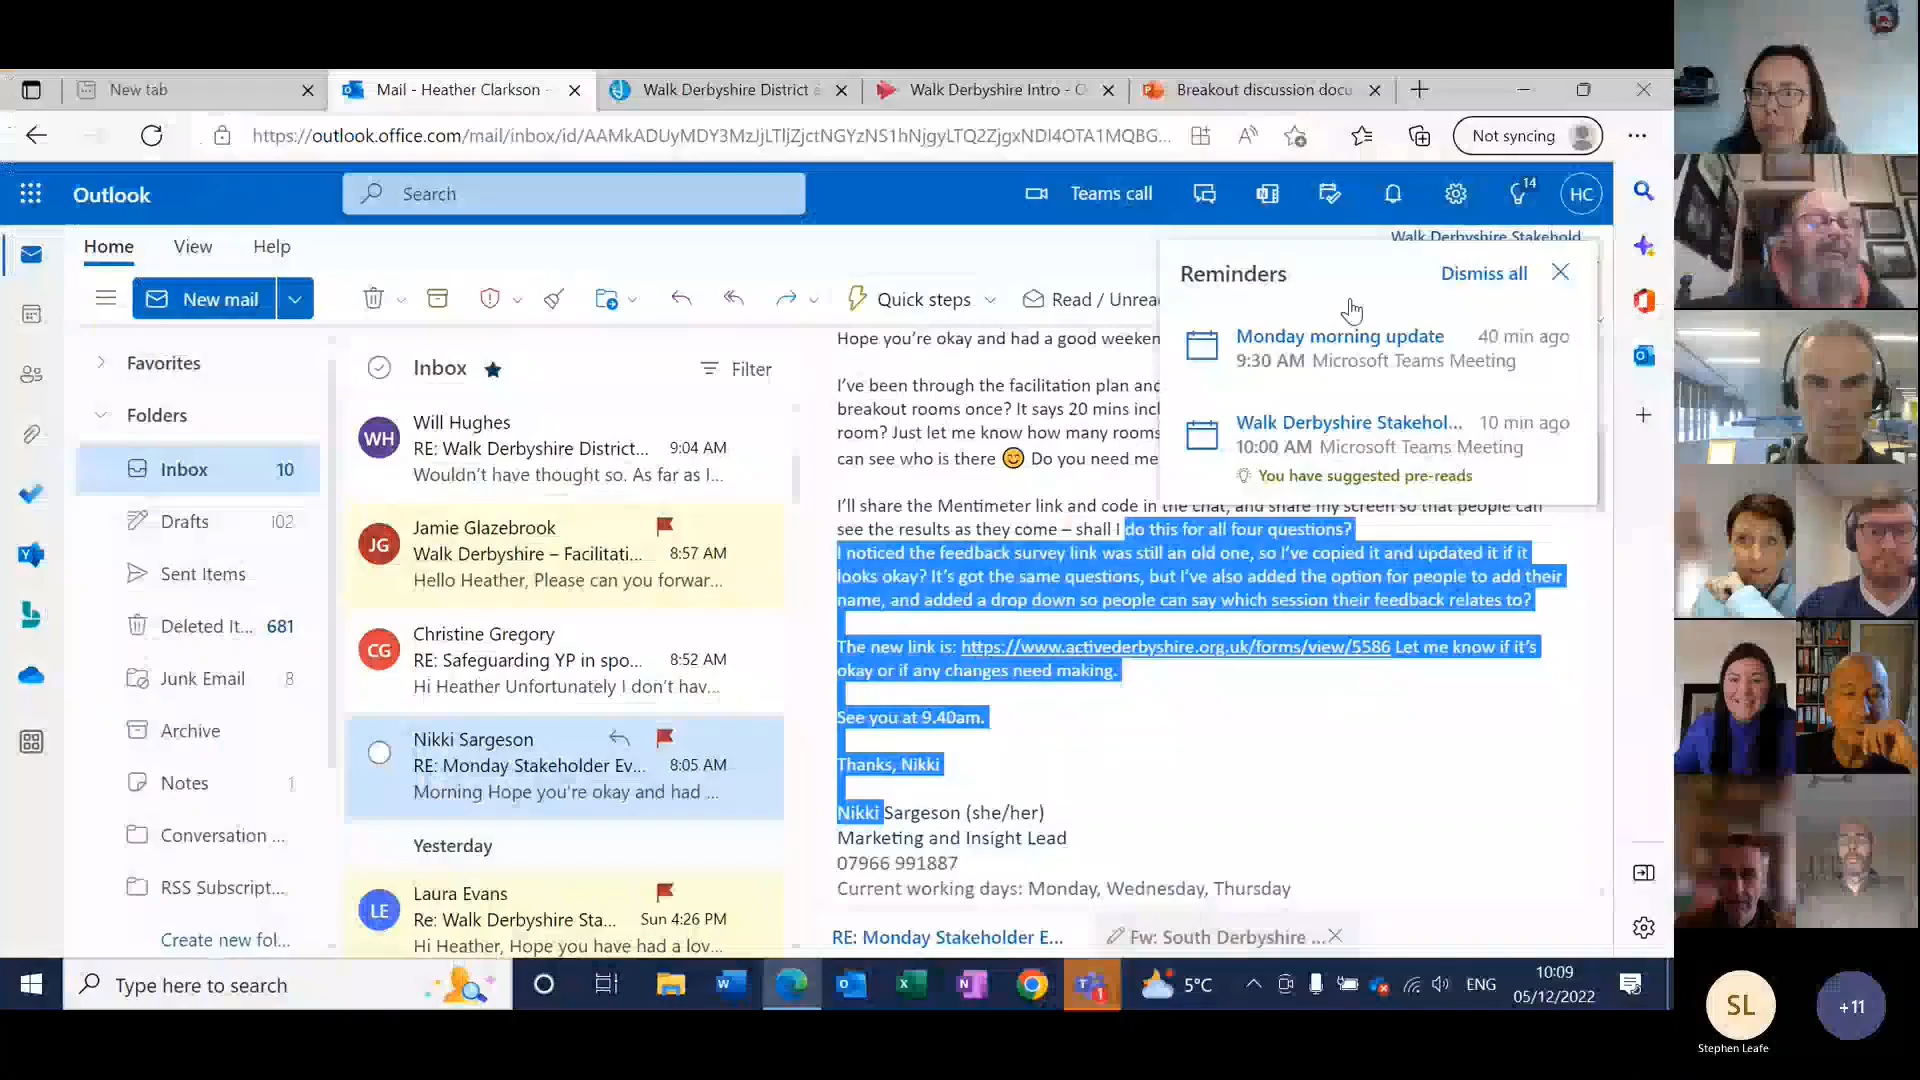 New tab
Mail - Heather Clarkson -
Walk Derbyshire District
Walk Derbyshire Intro -
Breakout discussion docu
https://outlook.office.com/mail/inbox/id/AAMkADUyMDY3MzJjLTljZjctNGYzNS1hNjgyLTQ2ZjgxNDI4OTA1MQBG...
Not syncing
Outlook
Search
Teams call
14
HC
Home
View
Help
Walk Derbyshire Stakehold
New mail
Quick steps
Read / Unrea
Reminders
Dismiss all
Monday morning update
40 min ago
9:30 AM Microsoft Teams Meeting
Walk Derbyshire Stakehol...
10 min ago
10:00 AM Microsoft Teams Meeting
You have suggested pre-reads
Favorites
Folders
Inbox 10
Drafts 102
Sent Items
Deleted It... 681
Junk Email 8
Archive
Notes 1
Conversation ...
RSS Subscript...
Create new fol...
Inbox
Filter
WH
Will Hughes
RE: Walk Derbyshire District... 9:04 AM
Wouldn't have thought so. As far as I...
JG
Jamie Glazebrook
Walk Derbyshire – Facilitati... 8:57 AM
Hello Heather, Please can you forwar...
CG
Christine Gregory
RE: Safeguarding YP in spo... 8:52 AM
Hi Heather Unfortunately I don't hav...
Nikki Sargeson
RE: Monday Stakeholder Ev... 8:05 AM
Morning Hope you're okay and had ...
Yesterday
LE
Laura Evans
Re: Walk Derbyshire Sta... Sun 4:26 PM
Hi Heather, Hope you have had a lov...
Hope you're okay and had a good weeken
I've been through the facilitation plan and
breakout rooms once? It says 20 mins incl
room? Just let me know how many rooms
can see who is there 😊 Do you need me
I'll share the Mentimeter link and code in the chat, and share my screen so that people can
see the results as they come – shall I do this for all four questions?
I noticed the feedback survey link was still an old one, so I've copied it and updated it if it
looks okay? It's got the same questions, but I've also added the option for people to add their
name, and added a drop down so people can say which session their feedback relates to?
The new link is: https://www.activederbyshire.org.uk/forms/view/5586 Let me know if it's
okay or if any changes need making.
See you at 9.40am.
Thanks, Nikki
Nikki Sargeson (she/her)
Marketing and Insight Lead
07966 991887
Current working days: Monday, Wednesday, Thursday
RE: Monday Stakeholder E...
Fw: South Derbyshire ...
Type here to search
1
5°C
ENG
10:09
05/12/2022
SL
Stephen Leafe
+11